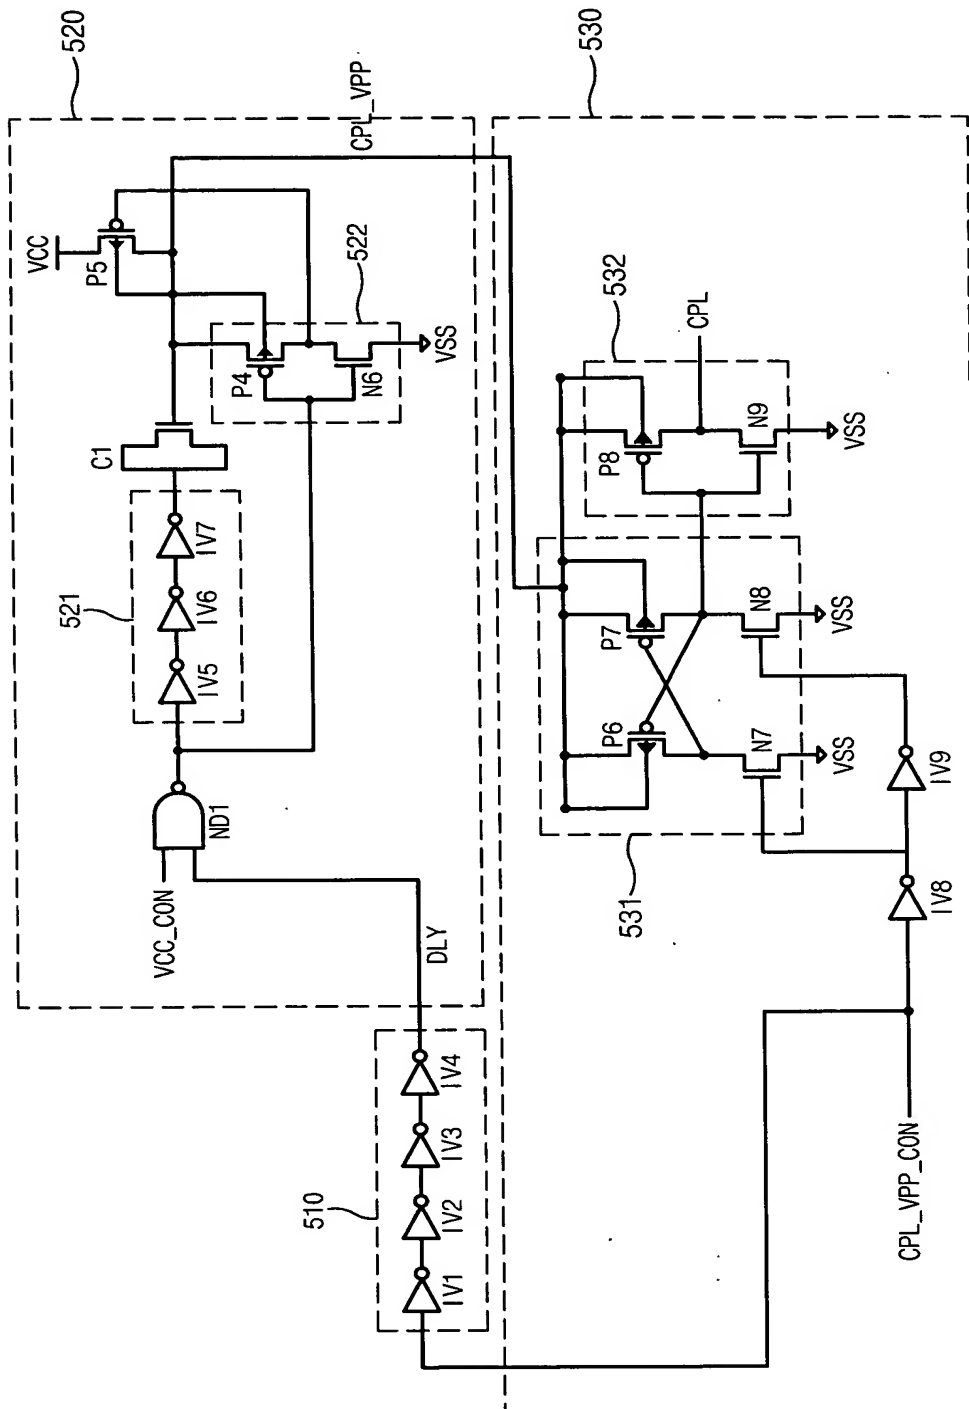 520
VCC
P5
CPL_VPP
522
C1
P4
N6
VSS
521
IV5
IV6
IV7
ND1
VCC_CON
DLY
510
IV1
IV2
IV3
IV4
530
532
CPL
P8
N9
VSS
P6
P7
N7
N8
VSS
VSS
531
IV8
IV9
CPL_VPP_CON